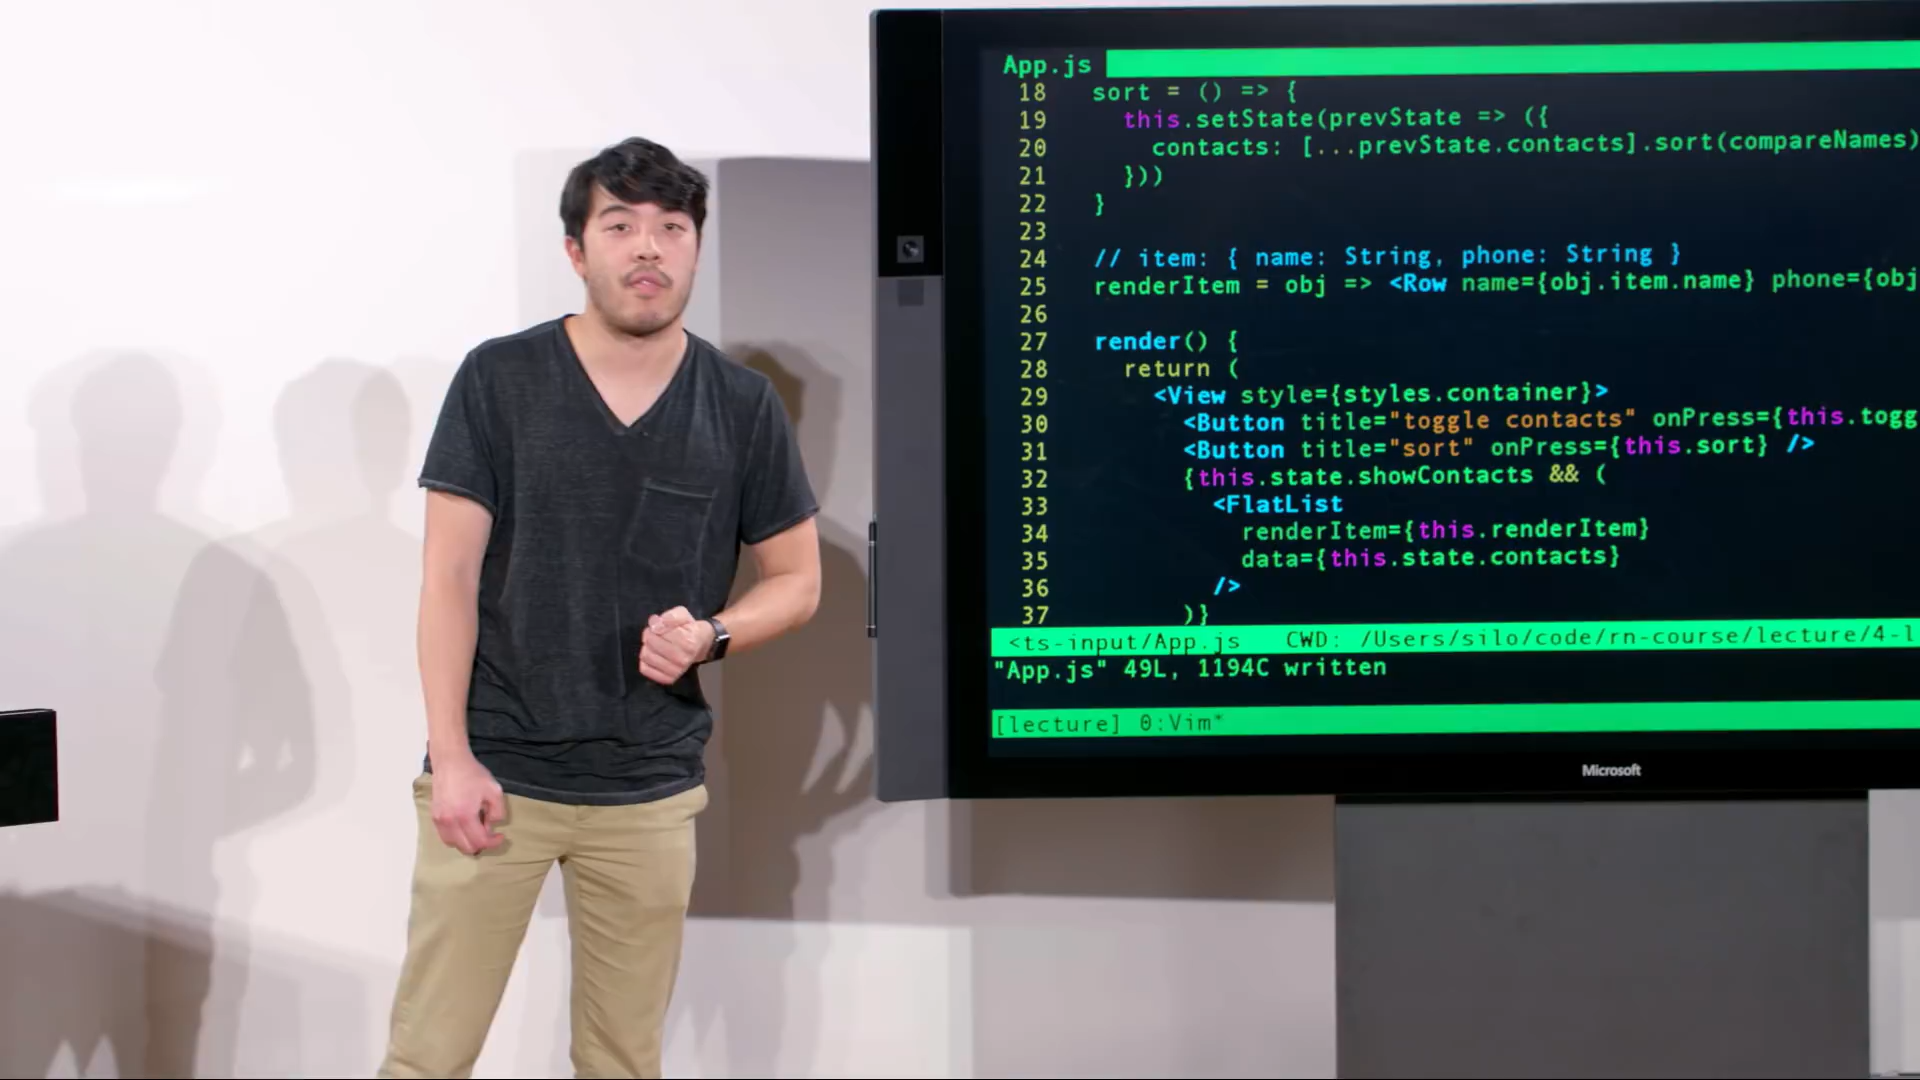 App.js
18 sort = () => {
19 this.setState(prevState => ({
20 contacts: [...prevState.contacts].sort(compareNames)
21 }))
22 }
23
24 // item: { name: String, phone: String }
25 renderItem = obj => <Row name={obj.item.name} phone={obj
26
27 render() {
28 return (
29 <View style={styles.container}>
30 <Button title="toggle contacts" onPress={this.togg
31 <Button title="sort" onPress={this.sort} />
32 {this.state.showContacts && (
33 <FlatList
34 renderItem={this.renderItem}
35 data={this.state.contacts}
36 />
37 )}
<ts-input/App.js CWD: /Users/silo/code/rn-course/lecture/4-l
"App.js" 49L, 1194C written
[lecture] 0:Vim*
Microsoft